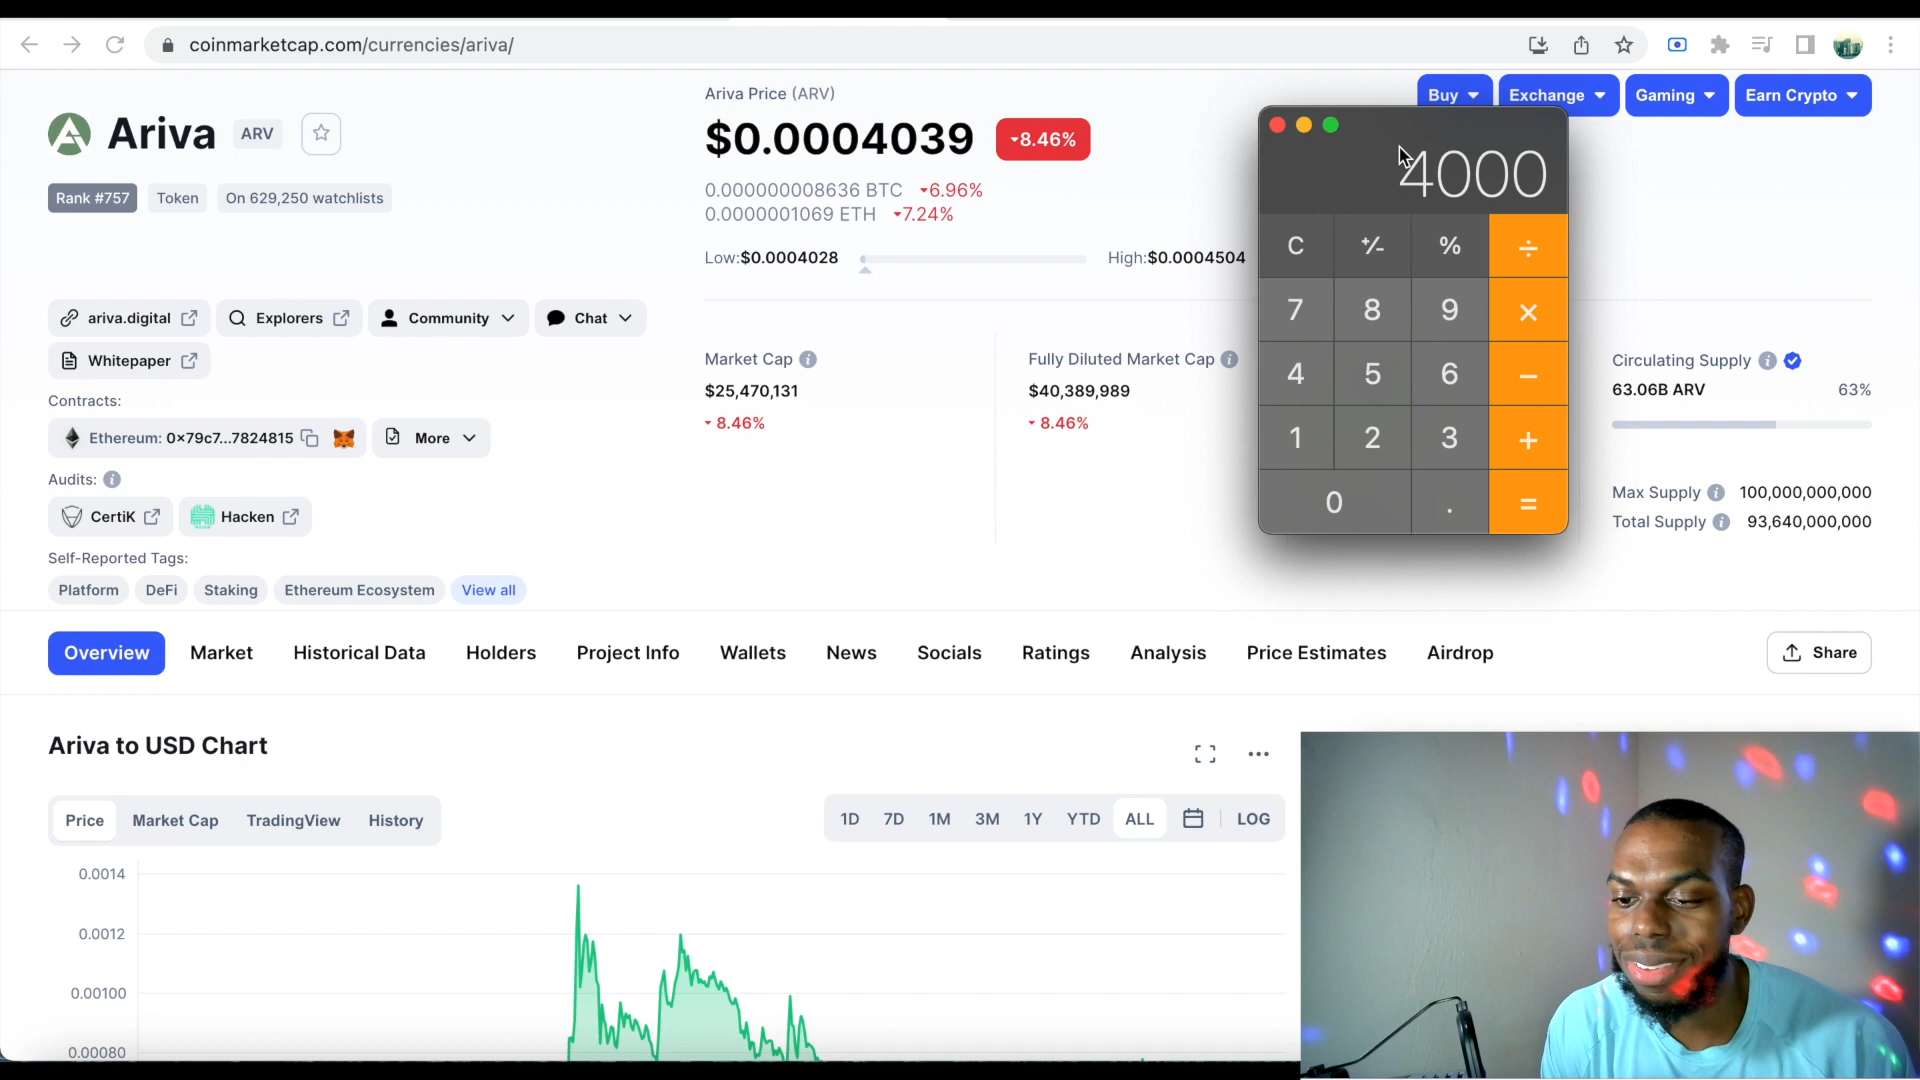 coinmarketcap.com/currencies/ariva/
Buy Exchange Gaming Earn Crypto
Ariva ARV
Rank #757 Token On 629,250 watchlists
ariva.digital Explorers Community Chat
Whitepaper
Contracts:
Ethereum: 0×79c7...7824815 More
Audits:
CertiK Hacken
Self-Reported Tags:
Platform DeFi Staking Ethereum Ecosystem View all
Ariva Price (ARV)
$0.0004039 8.46%
0.000000008636 BTC 6.96%
0.0000001069 ETH 7.24%
Low:$0.0004028 High:$0.0004504
Market Cap
$25,470,131
8.46%
Fully Diluted Market Cap
$40,389,989
8.46%
4000
C +/- % ÷
7 8 9 ×
4 5 6 −
1 2 3 +
0 . =
Circulating Supply
63.06B ARV 63%
Max Supply 100,000,000,000
Total Supply 93,640,000,000
Overview Market Historical Data Holders Project Info Wallets News Socials Ratings Analysis Price Estimates Airdrop Share
Ariva to USD Chart
Price Market Cap TradingView History 1D 7D 1M 3M 1Y YTD ALL LOG
0.0014
0.0012
0.00100
0.00080